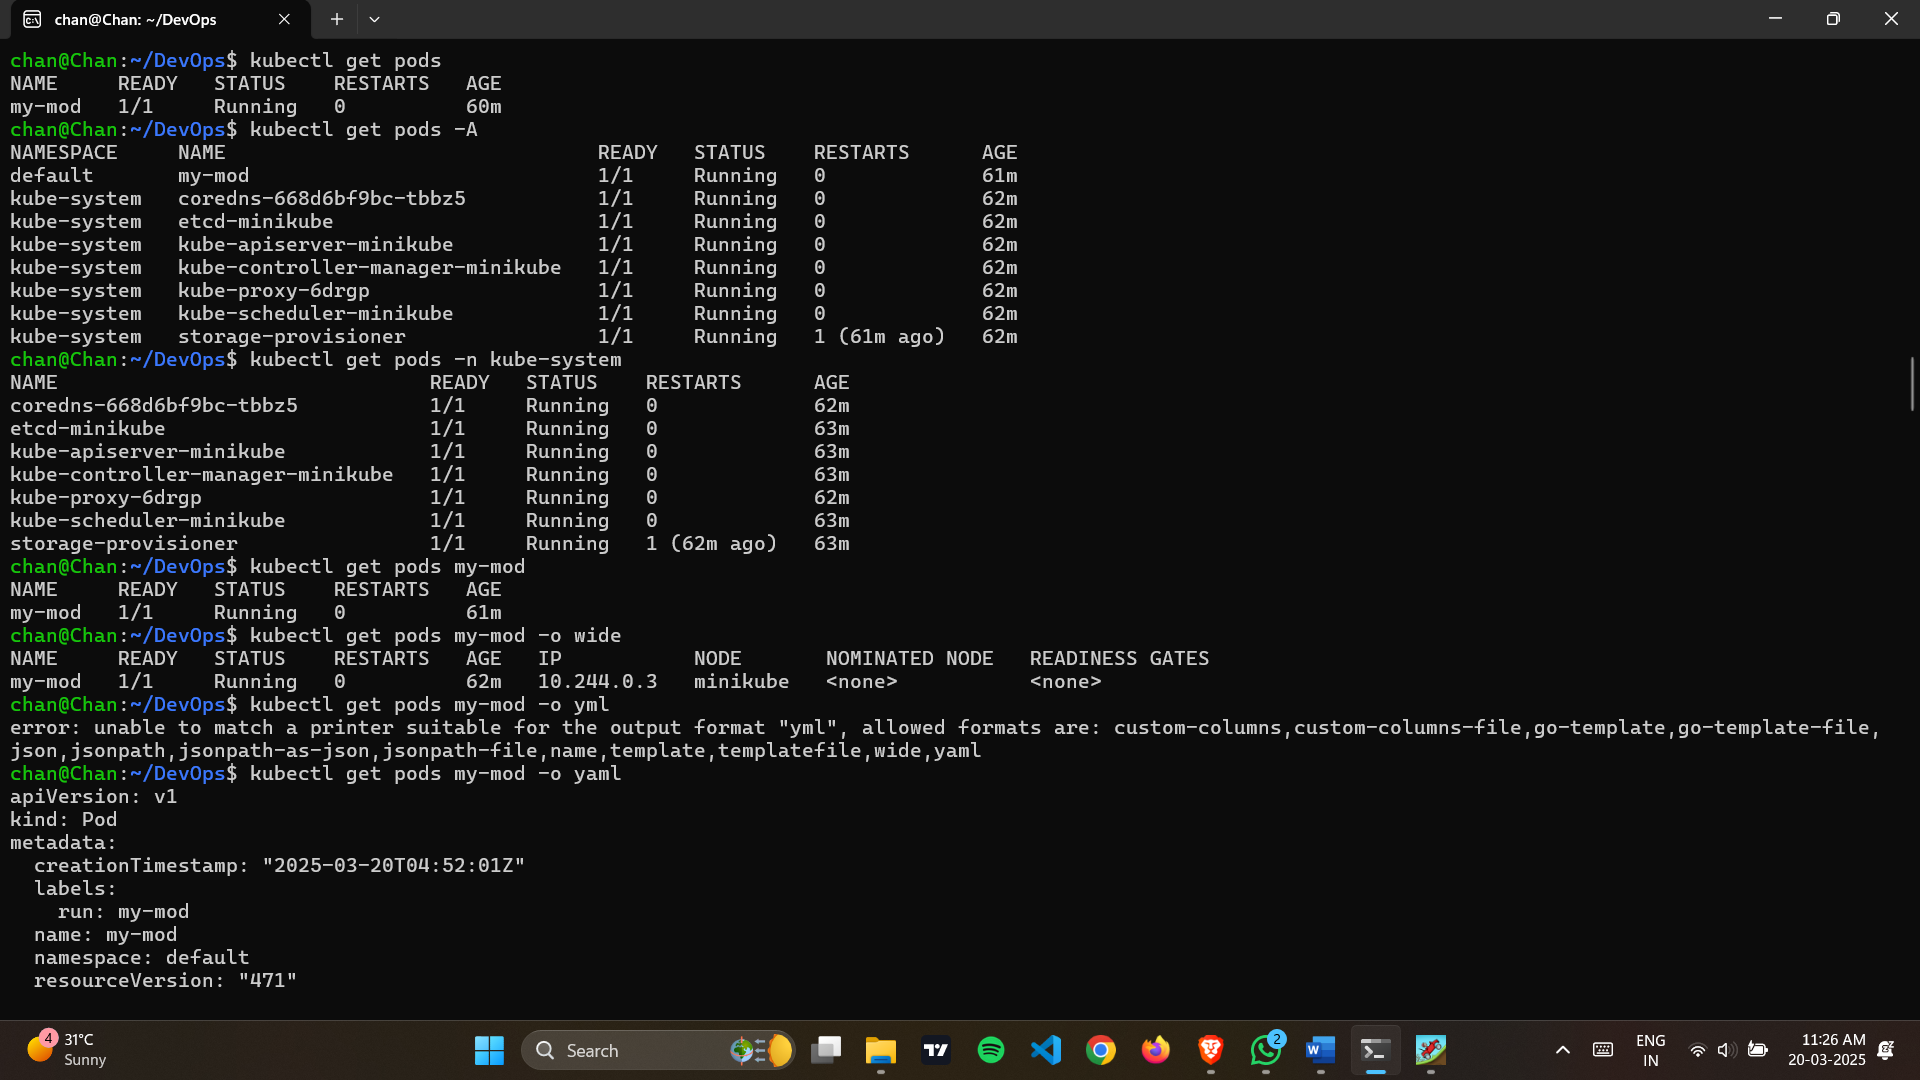 chan@Chan: ~/DevOps
chan@Chan:~/DevOps$ kubectl get pods
NAME     READY   STATUS    RESTARTS   AGE
my-mod   1/1     Running   0          60m
chan@Chan:~/DevOps$ kubectl get pods -A
NAMESPACE     NAME                               READY   STATUS    RESTARTS      AGE
default       my-mod                             1/1     Running   0             61m
kube-system   coredns-668d6bf9bc-tbbz5           1/1     Running   0             62m
kube-system   etcd-minikube                      1/1     Running   0             62m
kube-system   kube-apiserver-minikube            1/1     Running   0             62m
kube-system   kube-controller-manager-minikube   1/1     Running   0             62m
kube-system   kube-proxy-6drgp                   1/1     Running   0             62m
kube-system   kube-scheduler-minikube            1/1     Running   0             62m
kube-system   storage-provisioner                1/1     Running   1 (61m ago)   62m
chan@Chan:~/DevOps$ kubectl get pods -n kube-system
NAME                               READY   STATUS    RESTARTS      AGE
coredns-668d6bf9bc-tbbz5           1/1     Running   0             62m
etcd-minikube                      1/1     Running   0             63m
kube-apiserver-minikube            1/1     Running   0             63m
kube-controller-manager-minikube   1/1     Running   0             63m
kube-proxy-6drgp                   1/1     Running   0             62m
kube-scheduler-minikube            1/1     Running   0             63m
storage-provisioner                1/1     Running   1 (62m ago)   63m
chan@Chan:~/DevOps$ kubectl get pods my-mod
NAME     READY   STATUS    RESTARTS   AGE
my-mod   1/1     Running   0          61m
chan@Chan:~/DevOps$ kubectl get pods my-mod -o wide
NAME     READY   STATUS    RESTARTS   AGE   IP           NODE       NOMINATED NODE   READINESS GATES
my-mod   1/1     Running   0          62m   10.244.0.3   minikube   <none>           <none>
chan@Chan:~/DevOps$ kubectl get pods my-mod -o yml
error: unable to match a printer suitable for the output format "yml", allowed formats are: custom-columns,custom-columns-file,go-template,go-template-file,
json,jsonpath,jsonpath-as-json,jsonpath-file,name,template,templatefile,wide,yaml
chan@Chan:~/DevOps$ kubectl get pods my-mod -o yaml
apiVersion: v1
kind: Pod
metadata:
  creationTimestamp: "2025-03-20T04:52:01Z"
  labels:
    run: my-mod
  name: my-mod
  namespace: default
  resourceVersion: "471"
4
31°C
Sunny
Search
2
ENG
IN
11:26 AM
20-03-2025